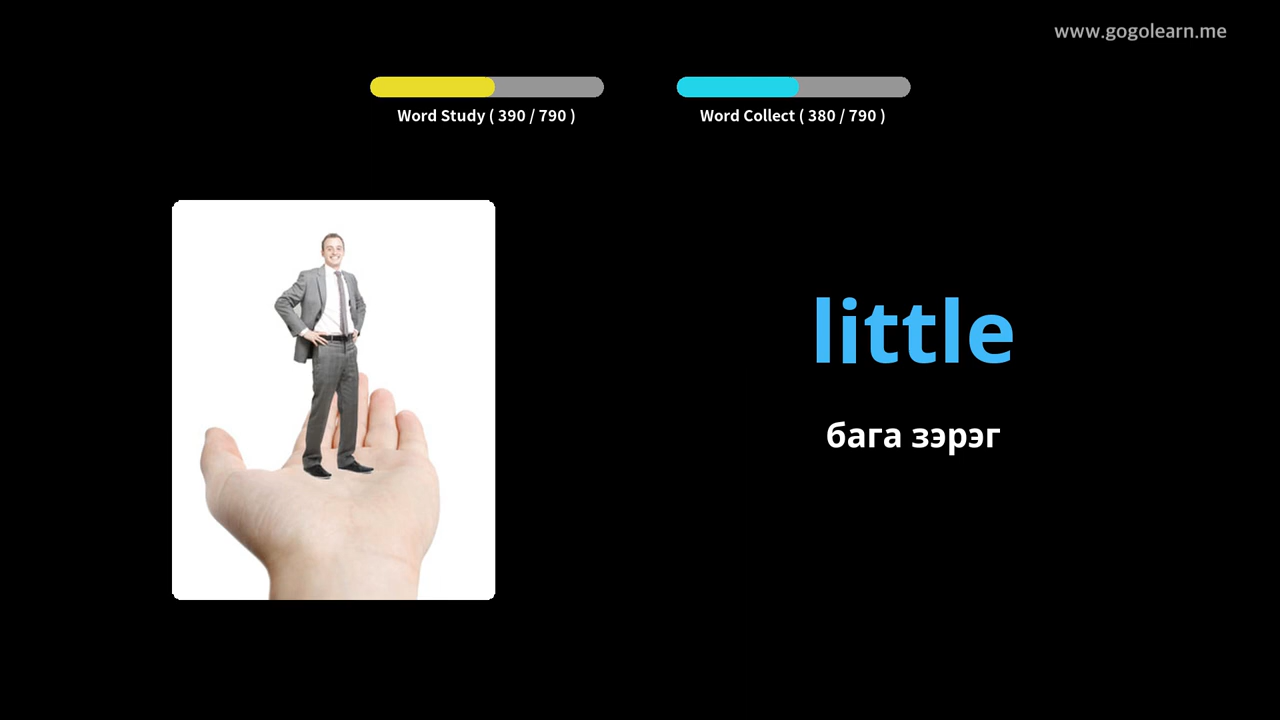 www.gogolearn.me
Word Study ( 390 / 790 )
Word Collect ( 380 / 790 )
little
бага зэрэг